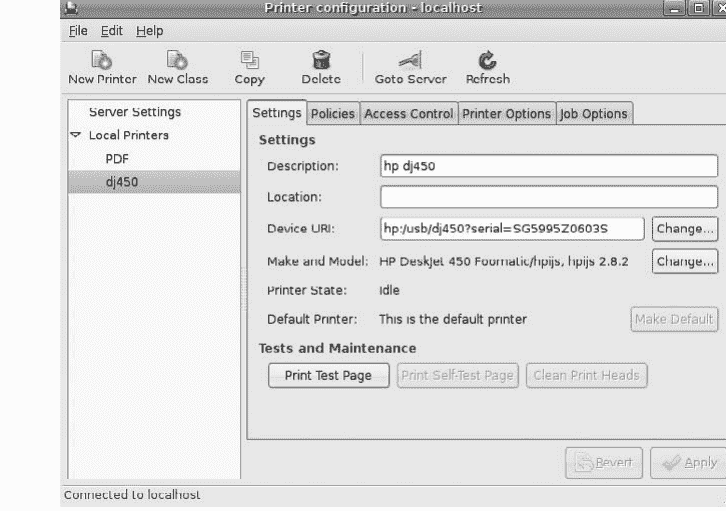 Printer configuration - localhost
File Edit Help
New Printer New Class Copy Delete Goto Server Refresh
Server Settings
Local Printers
PDF
dj450
Settings Policies Access Control Printer Options Job Options
Settings
Description: hp dj450
Location:
Device URI: hp:/usb/dj450?serial=SG5995Z0603S Change...
Make and Model: HP DeskJet 450 Foomatic/hpijs, hpijs 2.8.2 Change...
Printer State: Idle
Default Printer: This is the default printer Make Default
Tests and Maintenance
Print Test Page Print Self-Test Page Clean Print Heads
Revert Apply
Connected to localhost